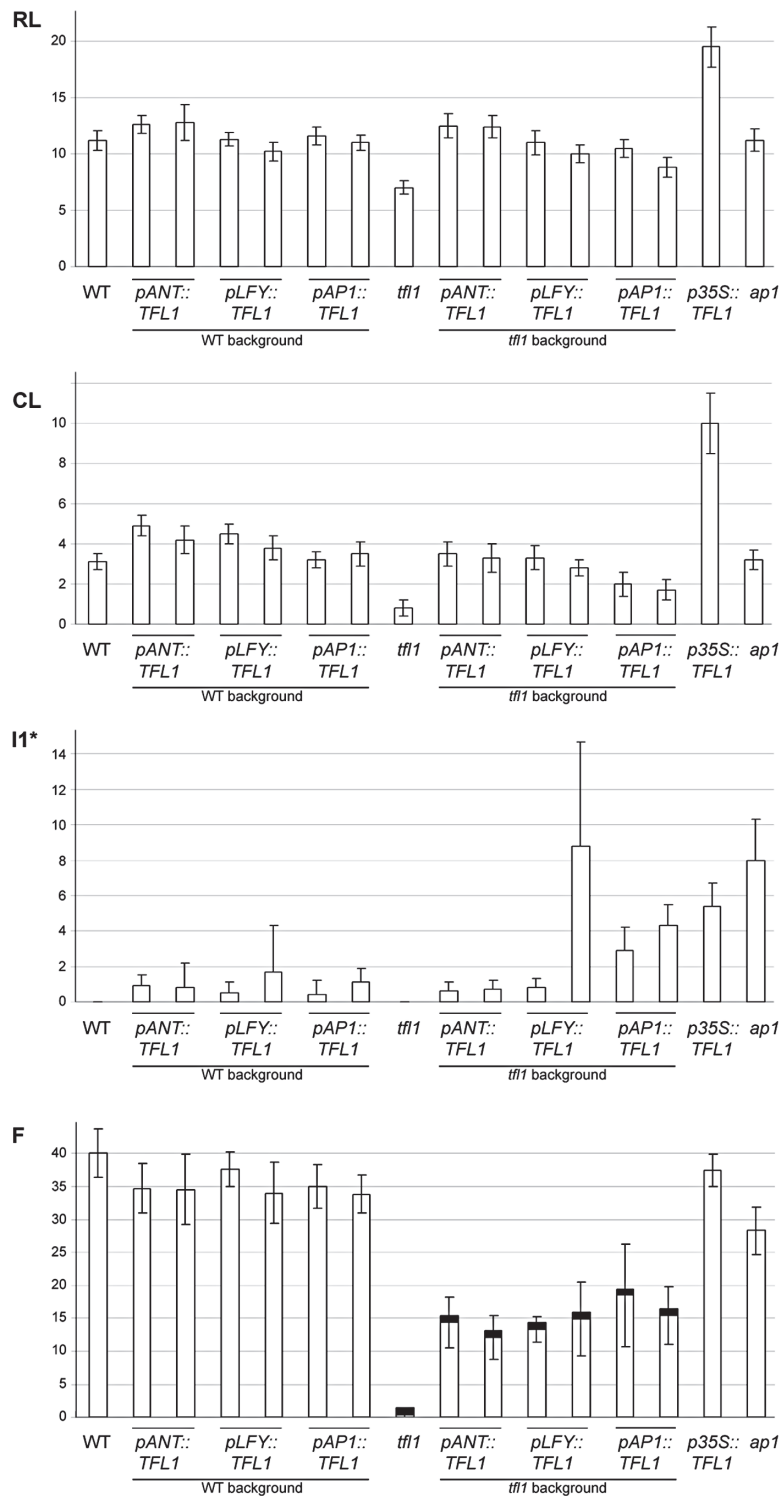 RL
20
15
10
5
0
WT pANT:: pLFY:: pAP1:: tfl1 pANT:: pLFY:: pAP1:: p35S:: ap1
TFL1 TFL1 TFL1 TFL1 TFL1 TFL1 TFL1
WT background tfl1 background
CL
10
8
6
4
2
0
WT pANT:: pLFY:: pAP1:: tfl1 pANT:: pLFY:: pAP1:: p35S:: ap1
TFL1 TFL1 TFL1 TFL1 TFL1 TFL1 TFL1
WT background tfl1 background
I1*
14
12
10
8
6
4
2
0
WT pANT:: pLFY:: pAP1:: tfl1 pANT:: pLFY:: pAP1:: p35S:: ap1
TFL1 TFL1 TFL1 TFL1 TFL1 TFL1 TFL1
WT background tfl1 background
F
40
35
30
25
20
15
10
5
0
WT pANT:: pLFY:: pAP1:: tfl1 pANT:: pLFY:: pAP1:: p35S:: ap1
TFL1 TFL1 TFL1 TFL1 TFL1 TFL1 TFL1
WT background tfl1 background